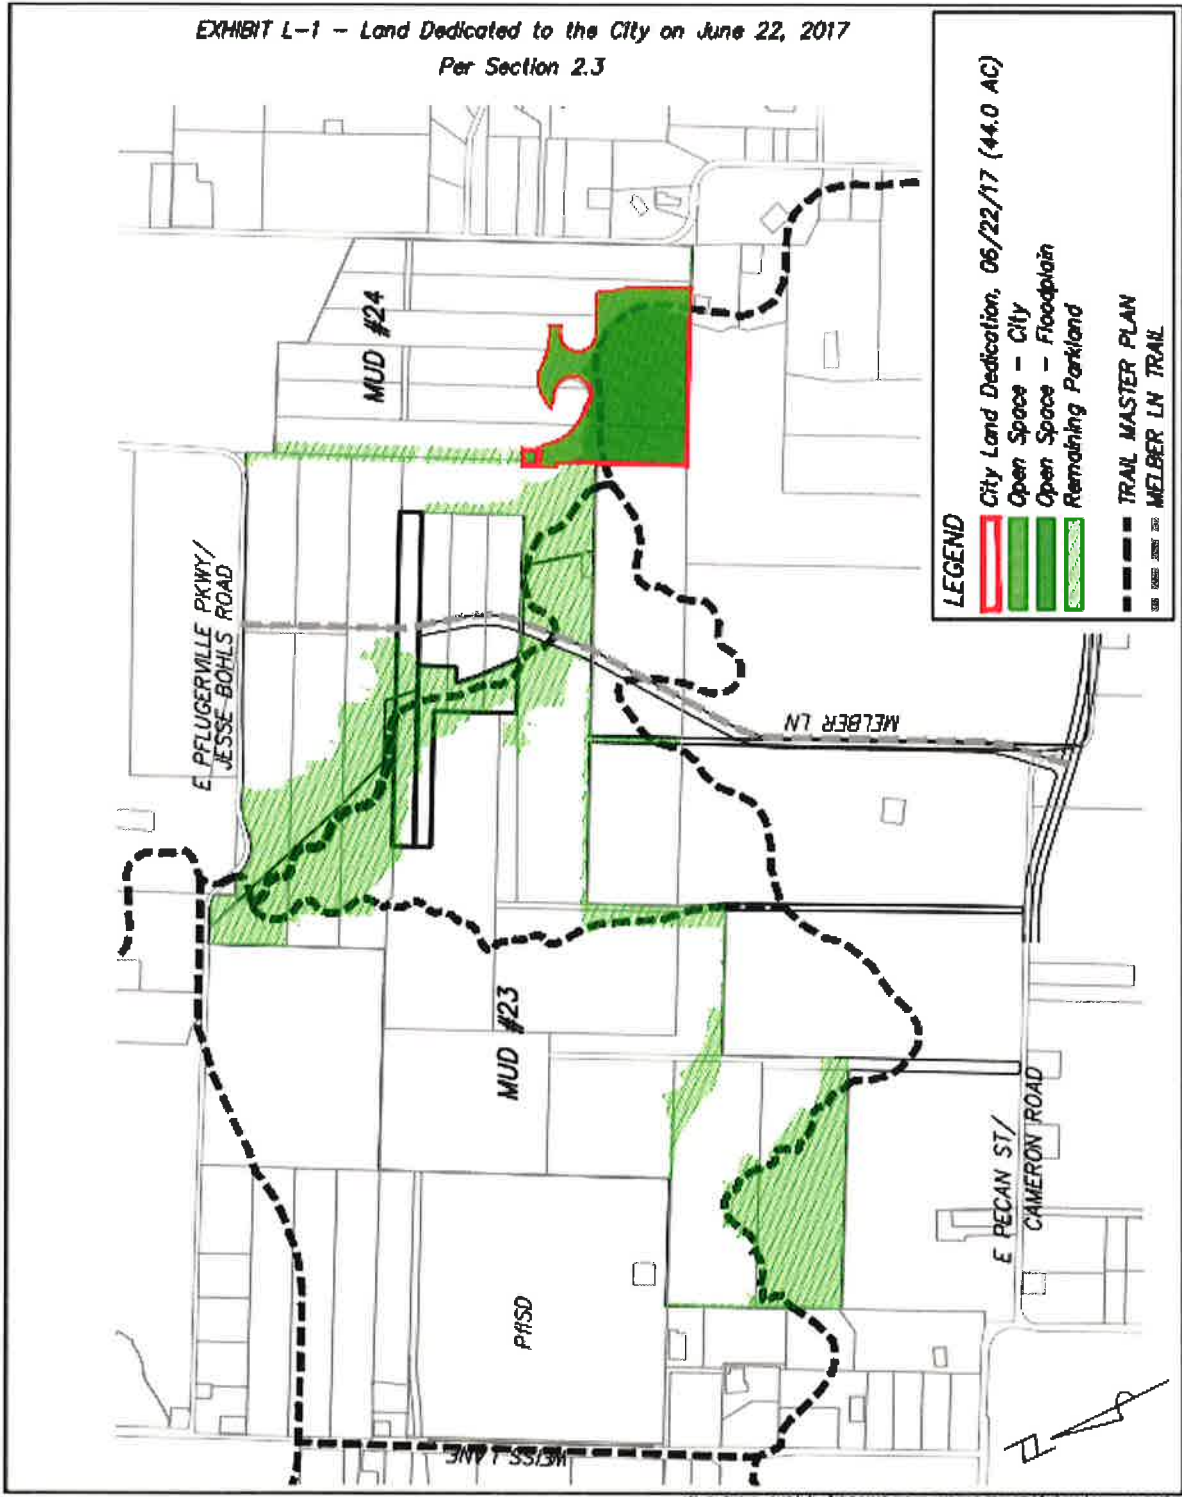 EXHIBIT L-1 - Land Dedicated to the City on June 22, 2017
Per Section 2.3
LEGEND
City Land Dedication, 06/22/17 (44.0 AC)
Open Space - City
Open Space - Floodplain
Remaining Parkland
TRAIL MASTER PLAN
MELBER LN TRAIL
MUD #24
E PFLUGERVILLE PKWY/
JESSE BOHLS ROAD
MELBER LN
MUD #23
E PECAN ST/
CAMERON ROAD
PfISD
WEISS LANE